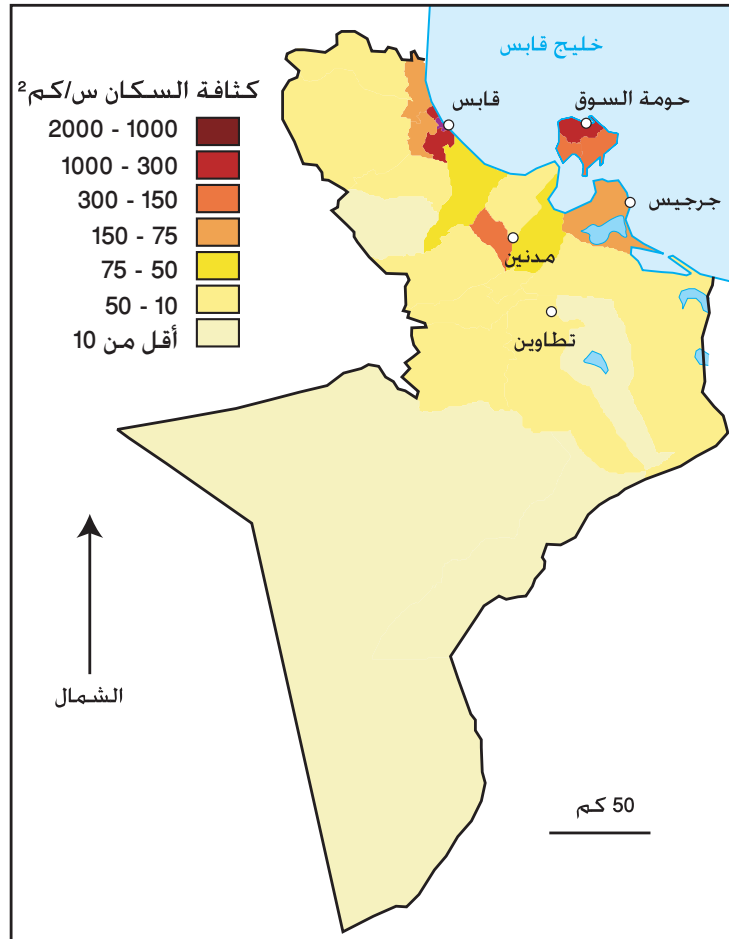 خليج قابس
كثافة السكان س/كم²
2000 - 1000
1000 - 300
300 - 150
150 - 75
75 - 50
50 - 10
أقل من 10
قابس
حومة السوق
جرجيس
مدنين
تطاوين
الشمال
50 كم